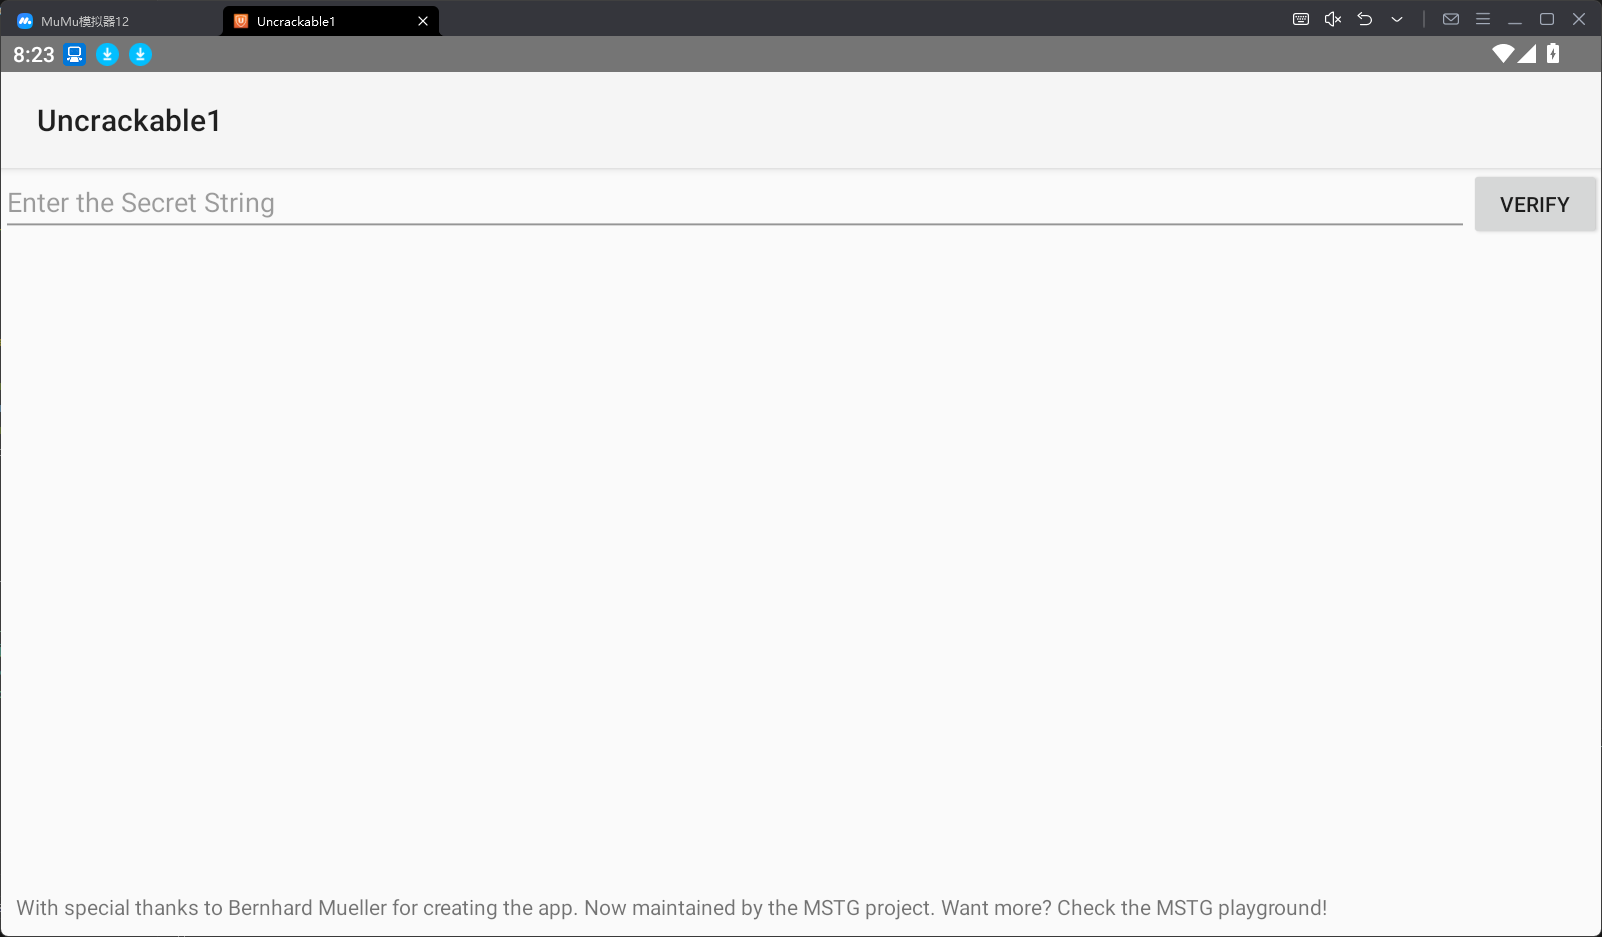 MuMu模拟器12
Uncrackable1
8:23
Uncrackable1
Enter the Secret String
VERIFY
With special thanks to Bernhard Mueller for creating the app. Now maintained by the MSTG project. Want more? Check the MSTG playground!